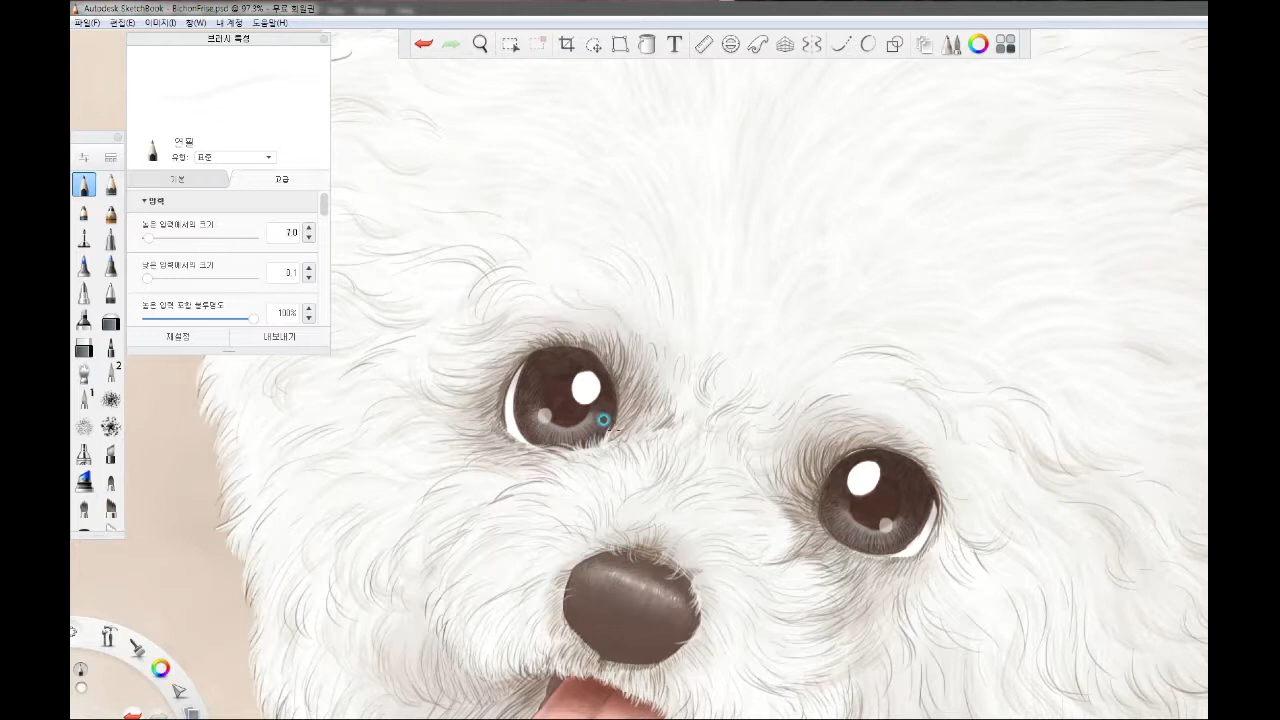 Autodesk SketchBook - BichonFrise.psd @ 97.3% - 무료 회원권
파일(F) 편집(E) 이미지(I) 창(W) 내 계정 도움말(H)
브러시 특성
연필
유형: 표준
기본 고급
압력
높은 압력에서의 크기 7.0
낮은 압력에서의 크기 0.1
높은 압력 포함 불투명도 100%
재설정 내보내기
T
2
1